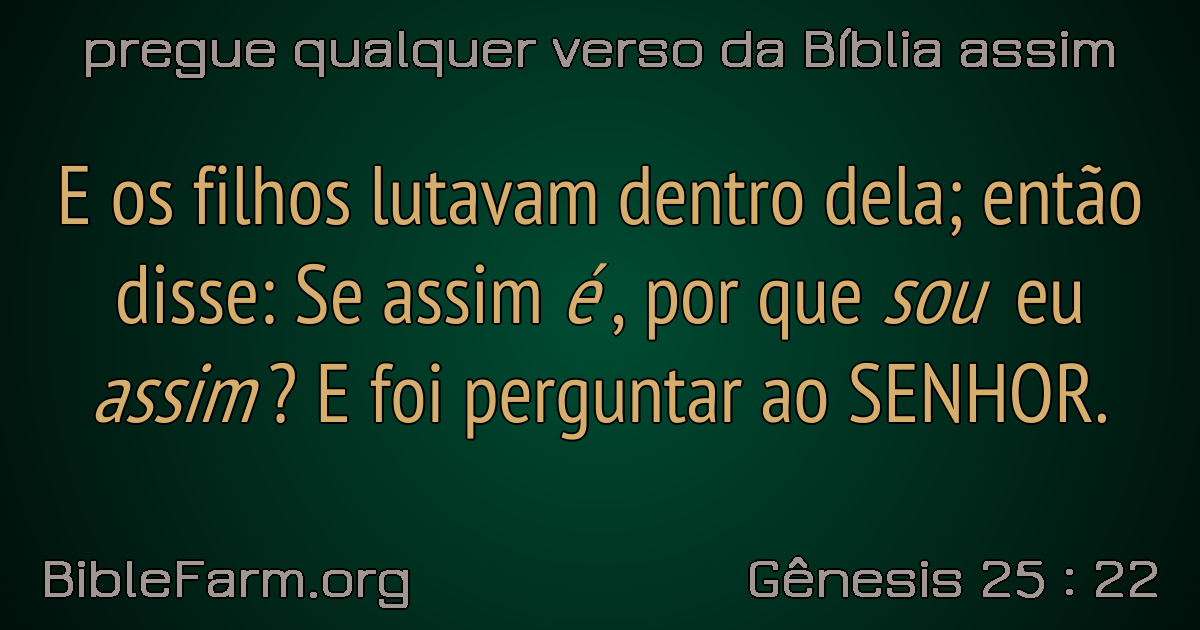 pregue qualquer verso da Bíblia assim
E os filhos lutavam dentro dela; então
disse: Se assim é , por que sou eu
assim ? E foi perguntar ao SENHOR.
BibleFarm.org
Gênesis 25 : 22